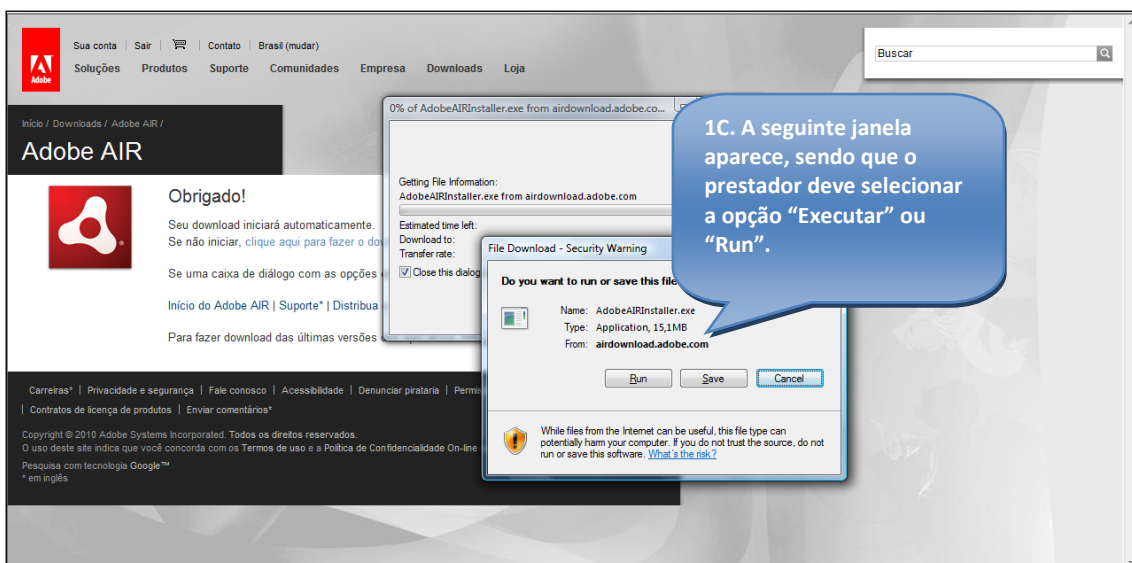 Sua conta | Sair | | Contato | Brasil (mudar)
Soluções Produtos Suporte Comunidades Empresa Downloads Loja
Adobe
Buscar
Início / Downloads / Adobe AIR /
Adobe AIR
0% of AdobeAIRInstaller.exe from airdownload.adobe.co...
Getting File Information:
AdobeAIRInstaller.exe from airdownload.adobe.com
Estimated time left:
Download to:
Transfer rate:
Close this dialog
1C. A seguinte janela
aparece, sendo que o
prestador deve selecionar
a opção “Executar” ou
“Run”.
Obrigado!
Seu download iniciará automaticamente.
Se não iniciar, clique aqui para fazer o
Se uma caixa de diálogo com as opções
Início do Adobe AIR | Suporte* | Distribua
Para fazer download das últimas versões
File Download - Security Warning
Do you want to run or save this file
Name: AdobeAIRInstaller.exe
Type: Application, 15,1MB
From: airdownload.adobe.com
Run Save Cancel
While files from the Internet can be useful, this file type can
potentially harm your computer. If you do not trust the source, do not
run or save this software. What's the risk?
Carreiras* | Privacidade e segurança | Fale conosco | Acessibilidade | Denunciar pirataria |
| Contratos de licença de produtos | Enviar comentários*
Copyright © 2010 Adobe Systems Incorporated. Todos os direitos reservados.
O uso deste site indica que você concorda com os Termos de uso e a Política de Confidencialidade On-line
Pesquisa com tecnologia Google™
* em inglês